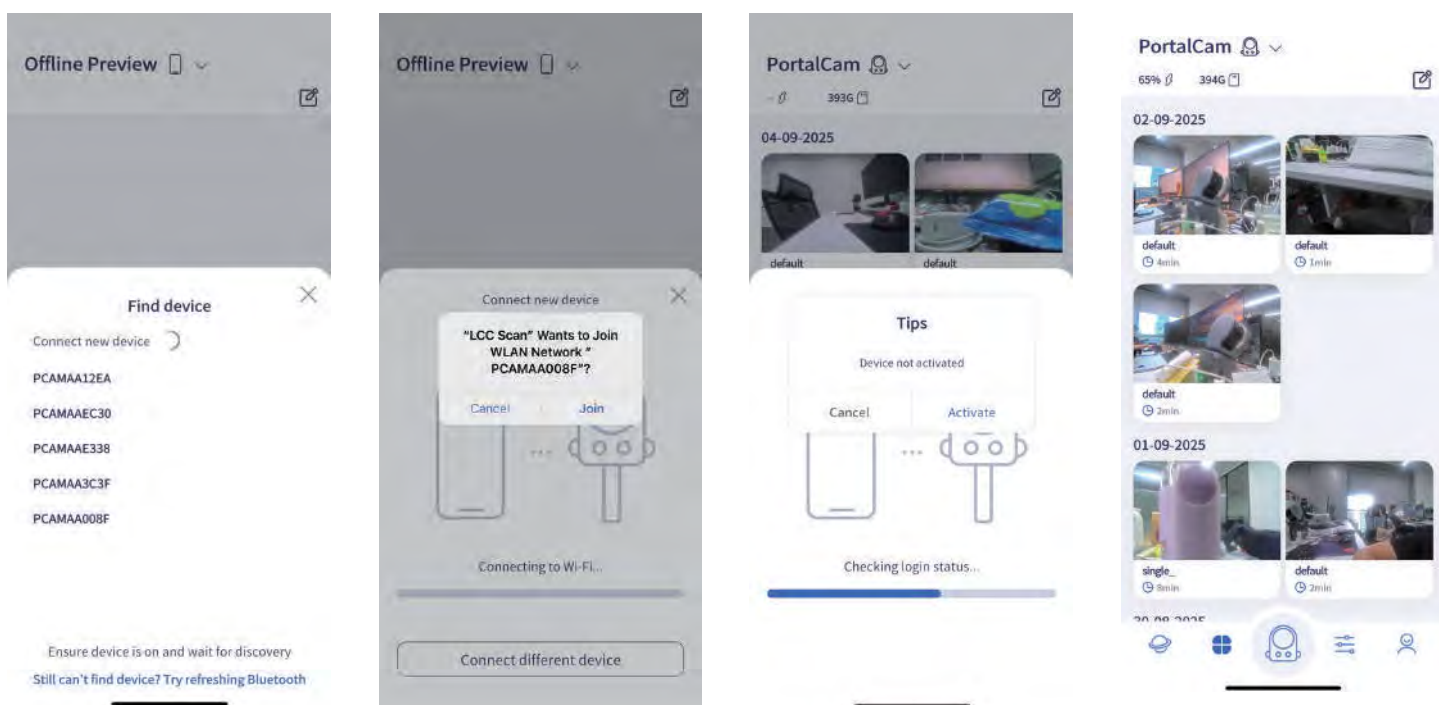 Offline Preview
Find device
Connect new device
PCAMAA12EA
PCAMAAEC30
PCAMAAE338
PCAMAA3C3F
PCAMAA008F
Ensure device is on and wait for discovery
Still can't find device? Try refreshing Bluetooth
Offline Preview
Connect new device
"LCC Scan" Wants to Join
WLAN Network "
PCAMAA008F"?
Cancel
Join
Connecting to Wi-Fi...
Connect different device
PortalCam
- 393G
04-09-2025
default
default
Tips
Device not activated
Cancel
Activate
Checking login status...
PortalCam
65% 394G
02-09-2025
default
4min
default
1min
default
2min
01-09-2025
single_
8min
default
2min
30-08-2025